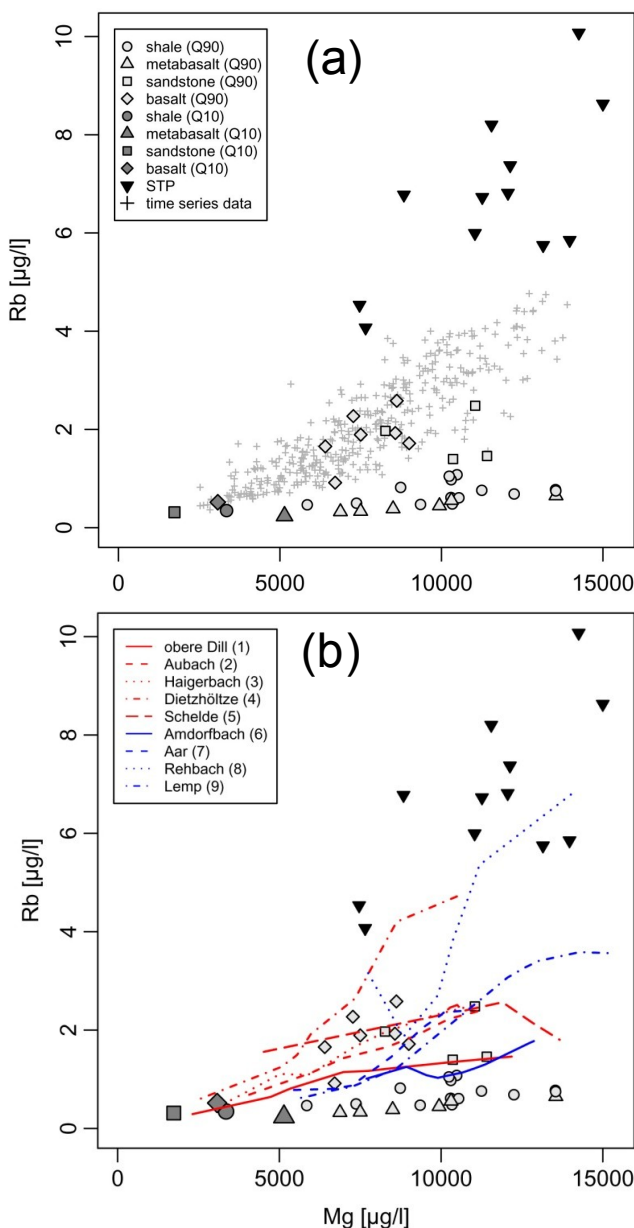 (a)
shale (Q90)
metabasalt (Q90)
sandstone (Q90)
basalt (Q90)
shale (Q10)
metabasalt (Q10)
sandstone (Q10)
basalt (Q10)
STP
time series data
Rb [µg/l]
10
8
6
4
2
0
0 5000 10000 15000
(b)
obere Dill (1)
Aubach (2)
Haigerbach (3)
Dietzhöltze (4)
Schelde (5)
Amdorfbach (6)
Aar (7)
Rehbach (8)
Lemp (9)
Rb [µg/l]
10
8
6
4
2
0
0 5000 10000 15000
Mg [µg/l]